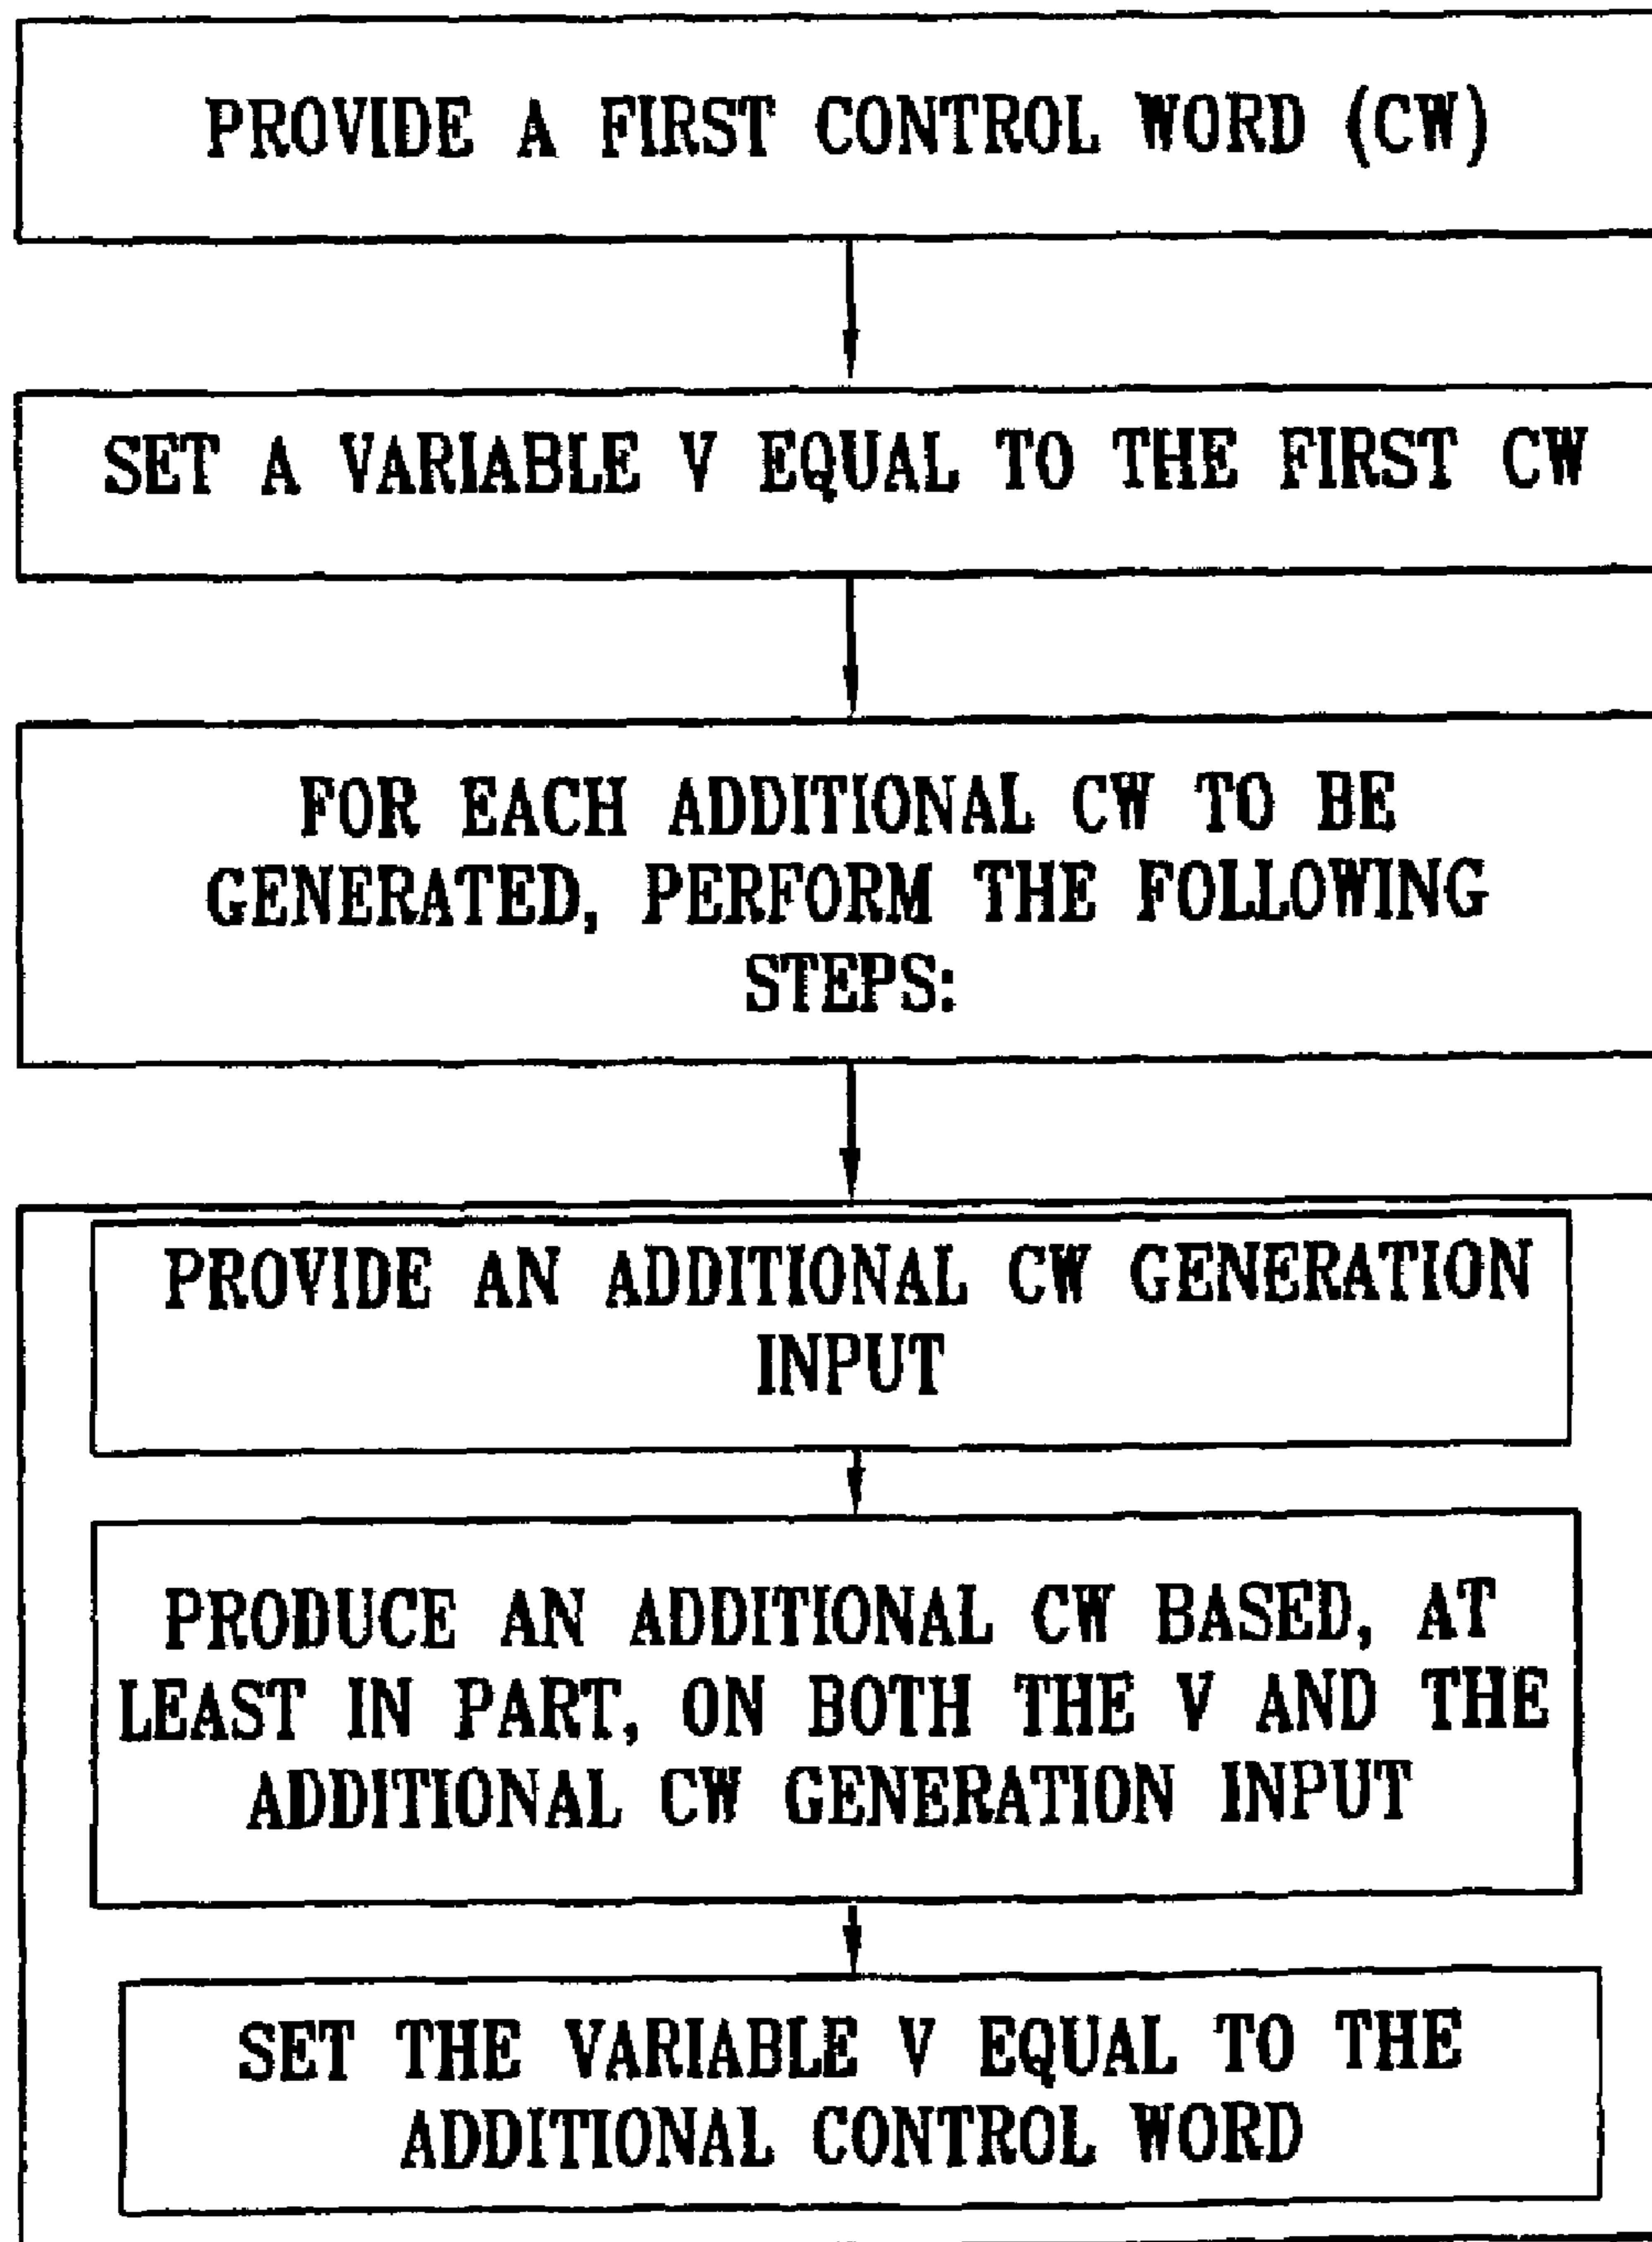 PROVIDE A FIRST CONTROL WORD (CW)
SET A VARIABLE V EQUAL TO THE FIRST CW
FOR EACH ADDITIONAL CW TO BE
GENERATED, PERFORM THE FOLLOWING
STEPS:
PROVIDE AN ADDITIONAL CW GENERATION
INPUT
PRODUCE AN ADDITIONAL CW BASED, AT
LEAST IN PART, ON BOTH THE V AND THE
ADDITIONAL CW GENERATION INPUT
SET THE VARIABLE V EQUAL TO THE
ADDITIONAL CONTROL WORD